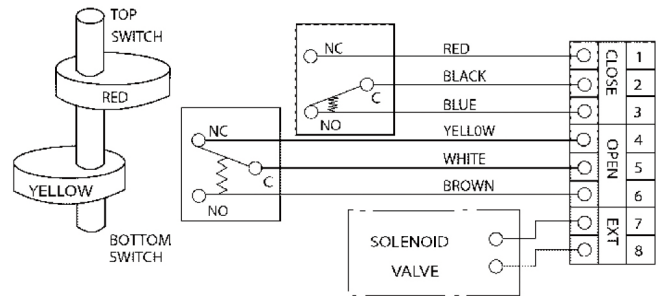 TOP
SWITCH
RED
YELLOW
BOTTOM
SWITCH
NC
C
NO
NC
C
NO
RED
BLACK
BLUE
YELLOW
WHITE
BROWN
SOLENOID
VALVE
CLOSE
OPEN
EXT
1
2
3
4
5
6
7
8